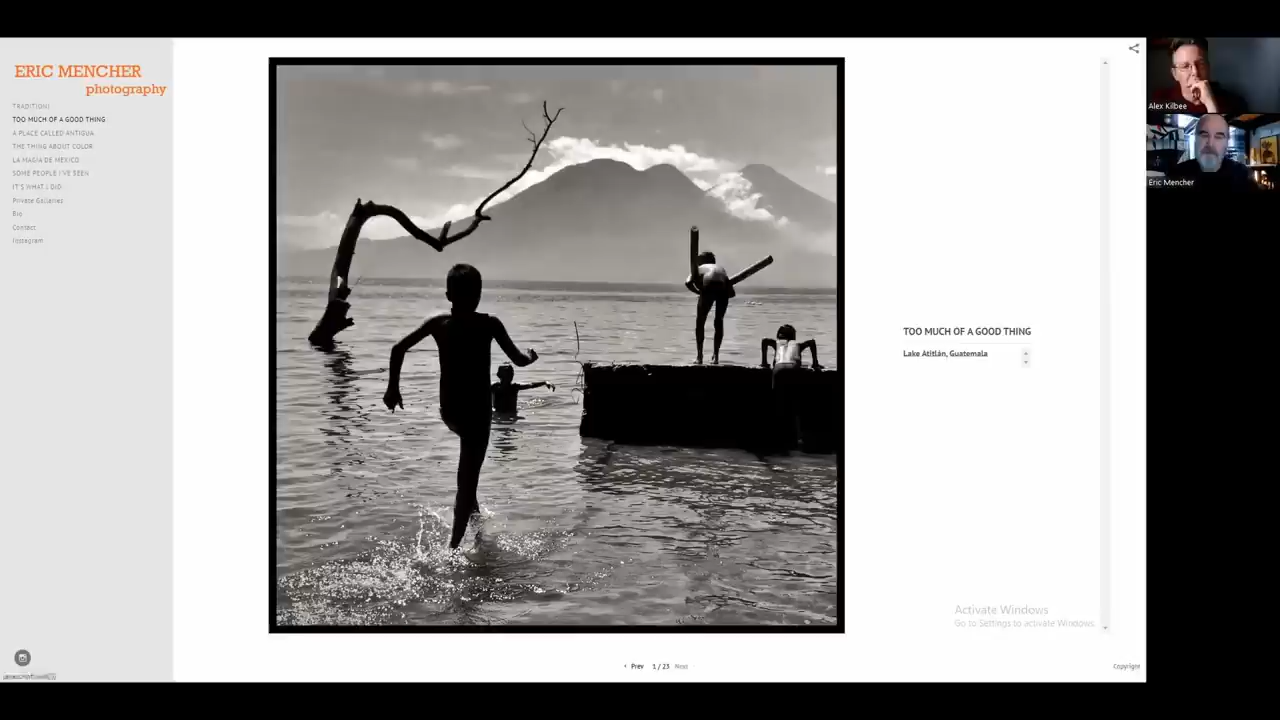 ERIC MENCHER
photography
TRADITION!
TOO MUCH OF A GOOD THING
A PLACE CALLED ANTIGUA
THE THING ABOUT COLOR
LA MAGIA DE MEXICO
SOME PEOPLE I'VE SEEN
IT'S WHAT I DID
Private Galleries
Bio
Contact
Instagram
TOO MUCH OF A GOOD THING
Lake Atitlán, Guatemala
Activate Windows
Go to Settings to activate Windows.
Prev 1 / 23 Next
Copyright
Alex Kilbee
Eric Mencher